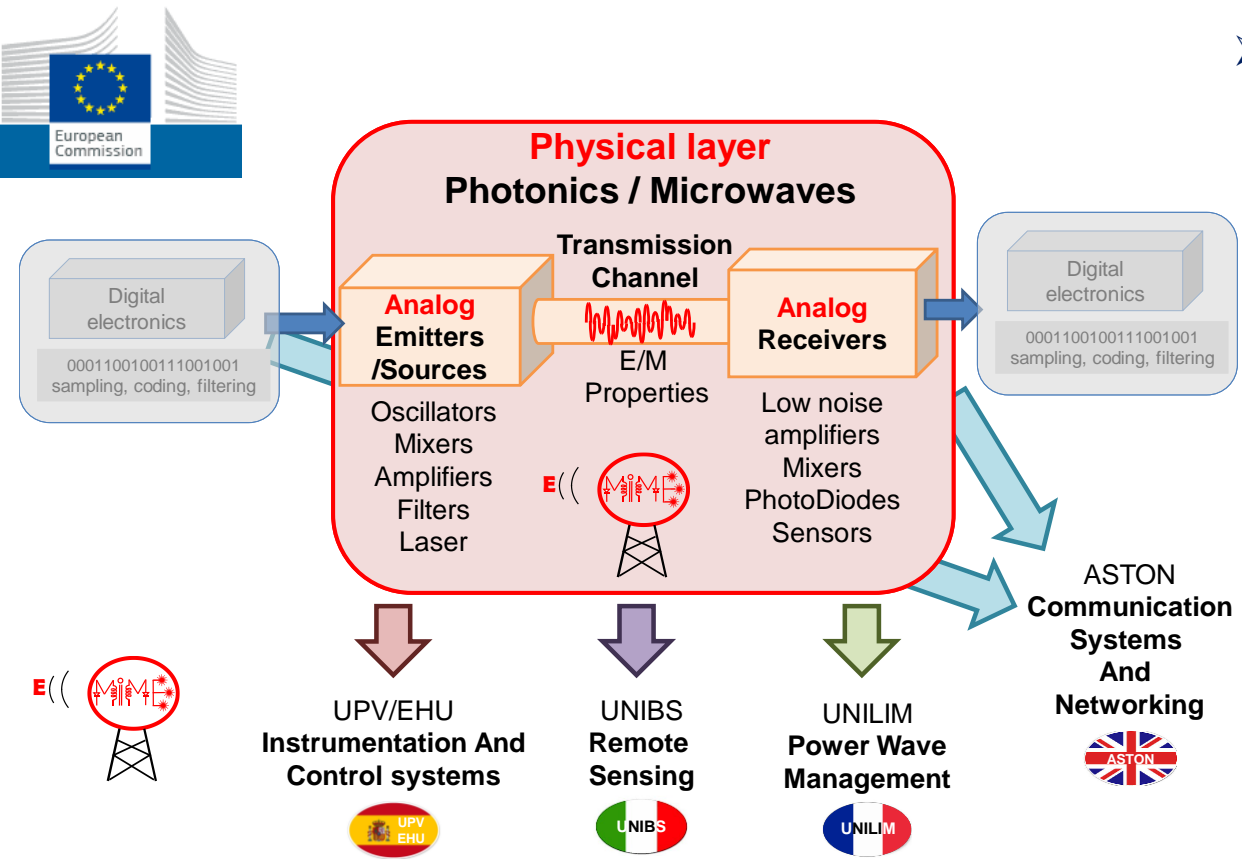 European
Commission
Physical layer
Photonics / Microwaves
Digital
electronics
0001100100111001001
sampling, coding, filtering
Analog
Emitters
/Sources
Oscillators
Mixers
Amplifiers
Filters
Laser
Transmission
Channel
E/M
Properties
Analog
Receivers
Low noise
amplifiers
Mixers
PhotoDiodes
Sensors
Digital
electronics
0001100100111001001
sampling, coding, filtering
E(( MiME
E(( MiME
UPV/EHU
Instrumentation And
Control systems
UPV
EHU
UNIBS
Remote
Sensing
UNIBS
UNILIM
Power Wave
Management
UNILIM
ASTON
Communication
Systems
And
Networking
ASTON